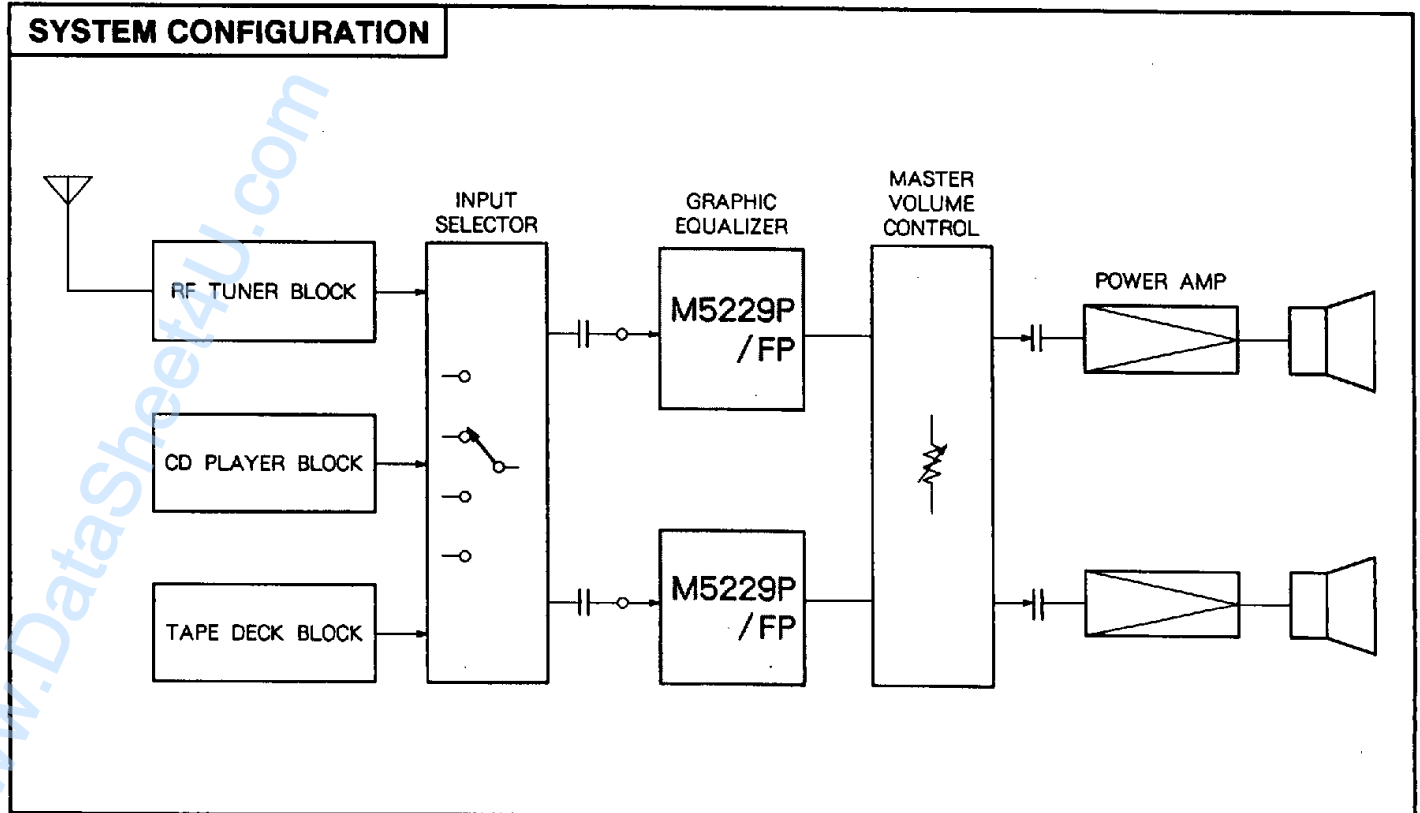 SYSTEM CONFIGURATION
INPUT
SELECTOR
GRAPHIC
EQUALIZER
MASTER
VOLUME
CONTROL
POWER AMP
RF TUNER BLOCK
M5229P
/FP
CD PLAYER BLOCK
TAPE DECK BLOCK
M5229P
/FP
w.DataSheet4U.com